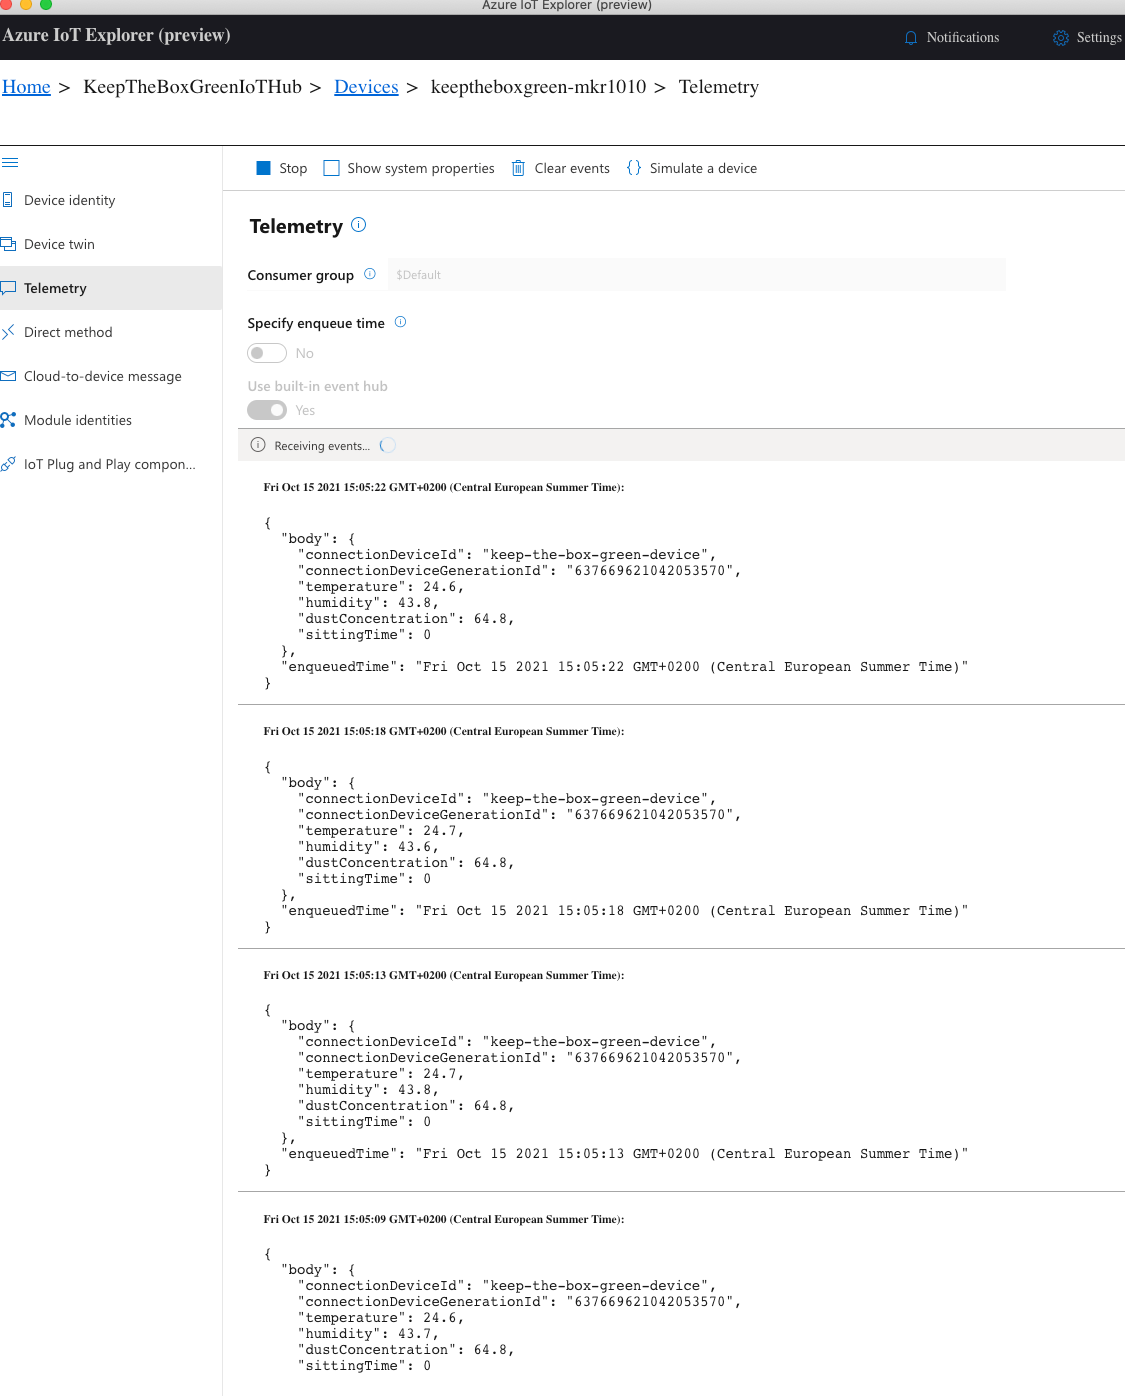 Azure IoT Explorer (preview)
Azure IoT Explorer (preview)
Notifications
Settings
Home > KeepTheBoxGreenIoTHub > Devices > keeptheboxgreen-mkr1010 > Telemetry
Stop
Show system properties
Clear events
Simulate a device
Device identity
Device twin
Telemetry
Direct method
Cloud-to-device message
Module identities
IoT Plug and Play compon...
Telemetry
Consumer group
$Default
Specify enqueue time
No
Use built-in event hub
Yes
Receiving events...
Fri Oct 15 2021 15:05:22 GMT+0200 (Central European Summer Time):
{
  "body": {
    "connectionDeviceId": "keep-the-box-green-device",
    "connectionDeviceGenerationId": "637669621042053570",
    "temperature": 24.6,
    "humidity": 43.8,
    "dustConcentration": 64.8,
    "sittingTime": 0
  },
  "enqueuedTime": "Fri Oct 15 2021 15:05:22 GMT+0200 (Central European Summer Time)"
}
Fri Oct 15 2021 15:05:18 GMT+0200 (Central European Summer Time):
{
  "body": {
    "connectionDeviceId": "keep-the-box-green-device",
    "connectionDeviceGenerationId": "637669621042053570",
    "temperature": 24.7,
    "humidity": 43.6,
    "dustConcentration": 64.8,
    "sittingTime": 0
  },
  "enqueuedTime": "Fri Oct 15 2021 15:05:18 GMT+0200 (Central European Summer Time)"
}
Fri Oct 15 2021 15:05:13 GMT+0200 (Central European Summer Time):
{
  "body": {
    "connectionDeviceId": "keep-the-box-green-device",
    "connectionDeviceGenerationId": "637669621042053570",
    "temperature": 24.7,
    "humidity": 43.8,
    "dustConcentration": 64.8,
    "sittingTime": 0
  },
  "enqueuedTime": "Fri Oct 15 2021 15:05:13 GMT+0200 (Central European Summer Time)"
}
Fri Oct 15 2021 15:05:09 GMT+0200 (Central European Summer Time):
{
  "body": {
    "connectionDeviceId": "keep-the-box-green-device",
    "connectionDeviceGenerationId": "637669621042053570",
    "temperature": 24.6,
    "humidity": 43.7,
    "dustConcentration": 64.8,
    "sittingTime": 0